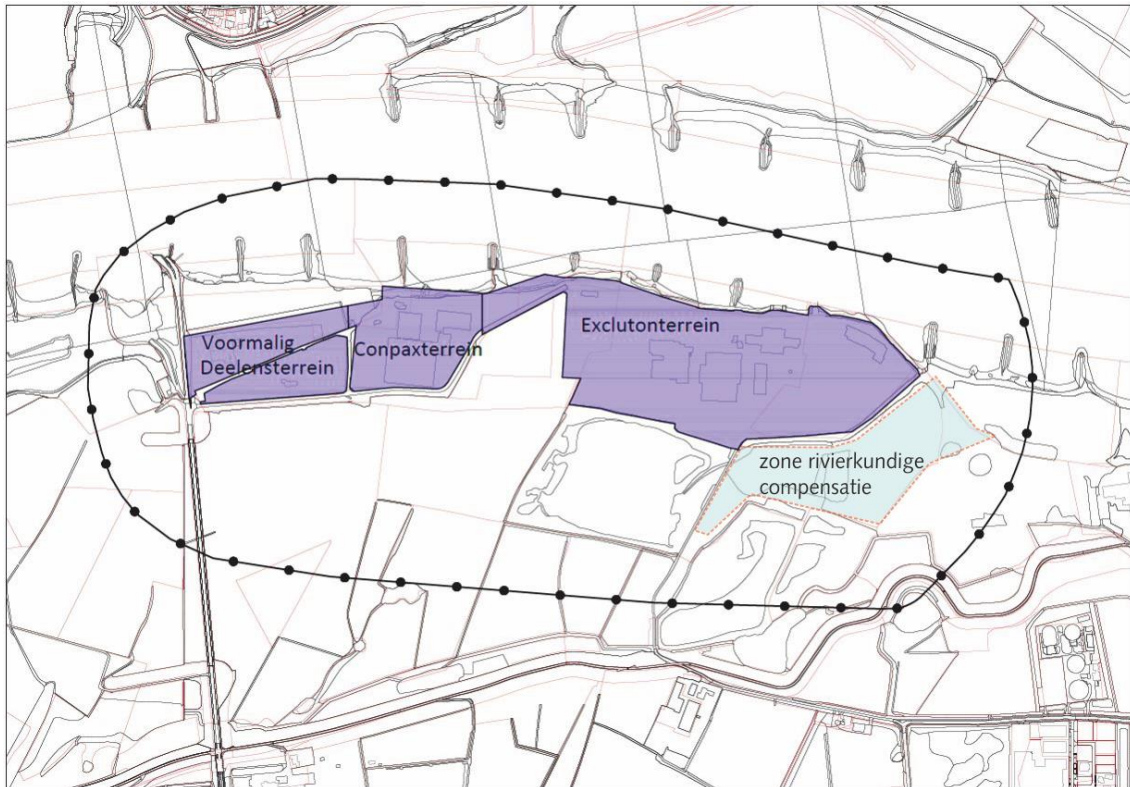 Voormalig
Deelensterrein
Conpaxterrein
Exclutonterrein
zone rivierkundige
compensatie